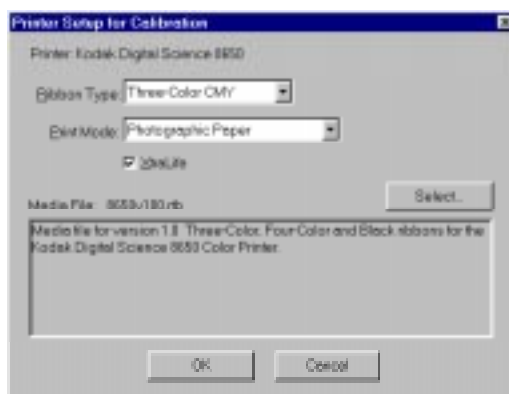 Printer Setup for Calibration
Printer: Kodak Digital Science 8650
Ribbon Type: Three-Color CMY
Print Mode: Photographic Paper
XtraLife
Media File: 8650v100.rib
Select...
Media file for version 1.0 Three-Color, Four-Color and Black ribbons for the
Kodak Digital Science 8650 Color Printer.
OK
Cancel